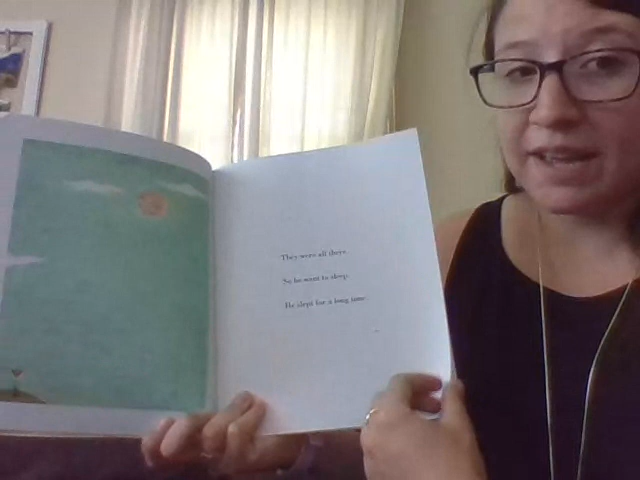 They were all there.
So he went to sleep.
He slept for a long time.